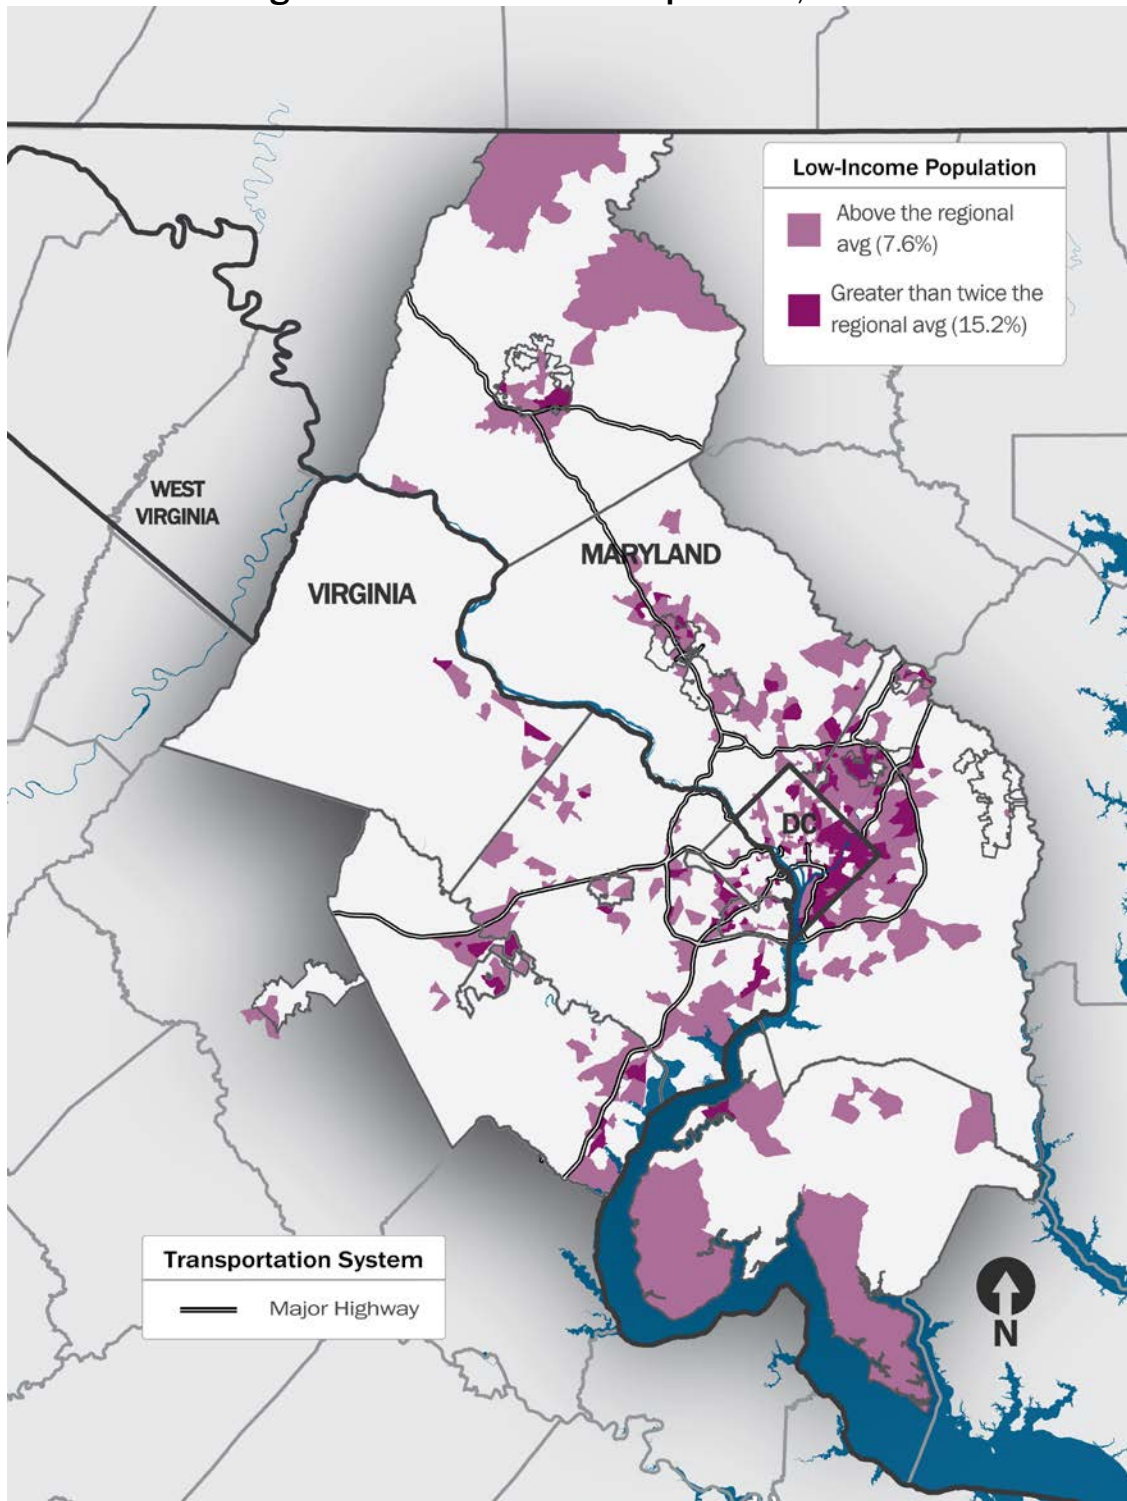 Low-Income Population
Above the regional
avg (7.6%)
Greater than twice the
regional avg (15.2%)
WEST
VIRGINIA
MARYLAND
VIRGINIA
DC
Transportation System
Major Highway
N